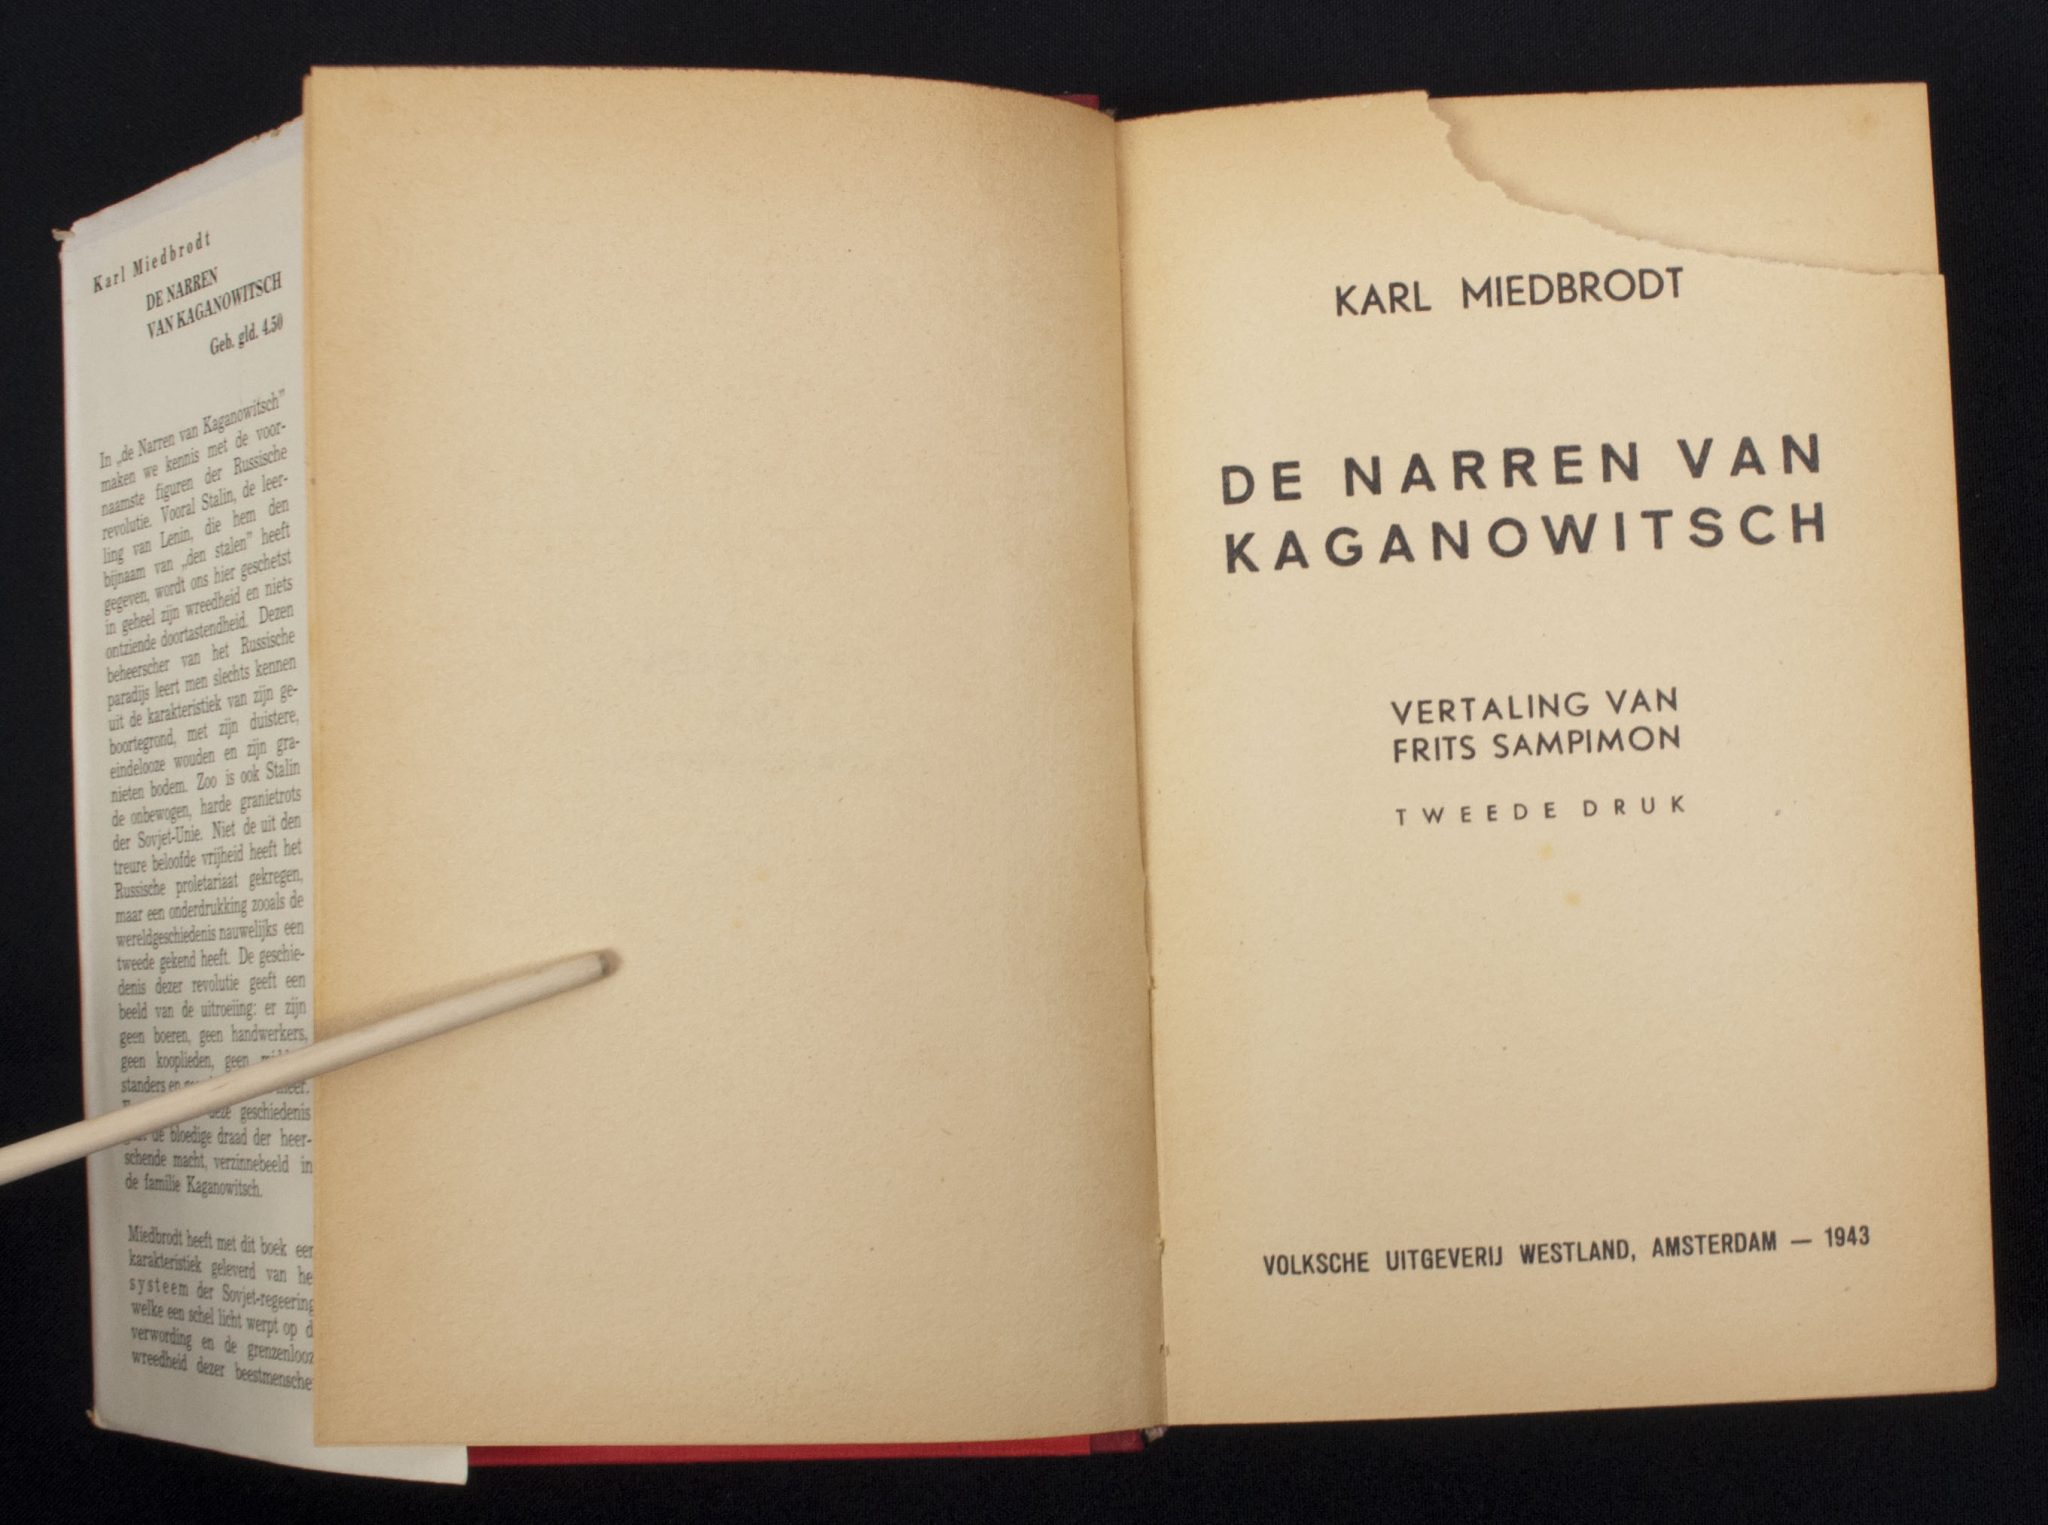 Karl Miedbrodt
DE NARREN
VAN KAGANOWITSCH
Geb. gld. 4.50
In „de Narren van Kaganowitsch”
maken we kennis met de voor-
naamste figuren der Russische
revolutie. Vooral Stalin, de leer-
ling van Lenin, die hem den
bijnaam van „den stalen” heeft
gegeven, wordt ons hier geschetst
in geheel zijn wreedheid en niets
ontziende doortastendheid. Dezen
beheerscher van het Russische
paradijs leert men slechts kennen
uit de karakteristiek van zijn ge-
boortegrond, met zijn duistere,
eindelooze wouden en zijn gra-
nieten bodem. Zoo is ook Stalin
de onbewogen, harde granietrots
der Sovjet-Unie. Niet de uit den
treure beloofde vrijheid heeft het
Russische proletariaat gekregen,
maar een onderdrukking zooals de
wereldgeschiedenis nauwelijks een
tweede gekend heeft. De geschie-
denis dezer revolutie geeft een
beeld van de uitroeiing: er zijn
geen boeren, geen handwerkers,
geen kooplieden, geen
standers en meer.
deze geschiedenis
de bloedige draad der heer-
schende macht, verzinnebeeld in
de familie Kaganowitsch.
Miedbrodt heeft met dit boek een
karakteristiek geleverd van he
systeem der Sovjet-regeering
welke een schel licht werpt op d
verwording en de grenzenlooz
wreedheid dezer beestmensche
KARL MIEDBRODT
DE NARREN VAN
KAGANOWITSCH
VERTALING VAN
FRITS SAMPIMON
TWEEDE DRUK
VOLKSCHE UITGEVERIJ WESTLAND, AMSTERDAM — 1943